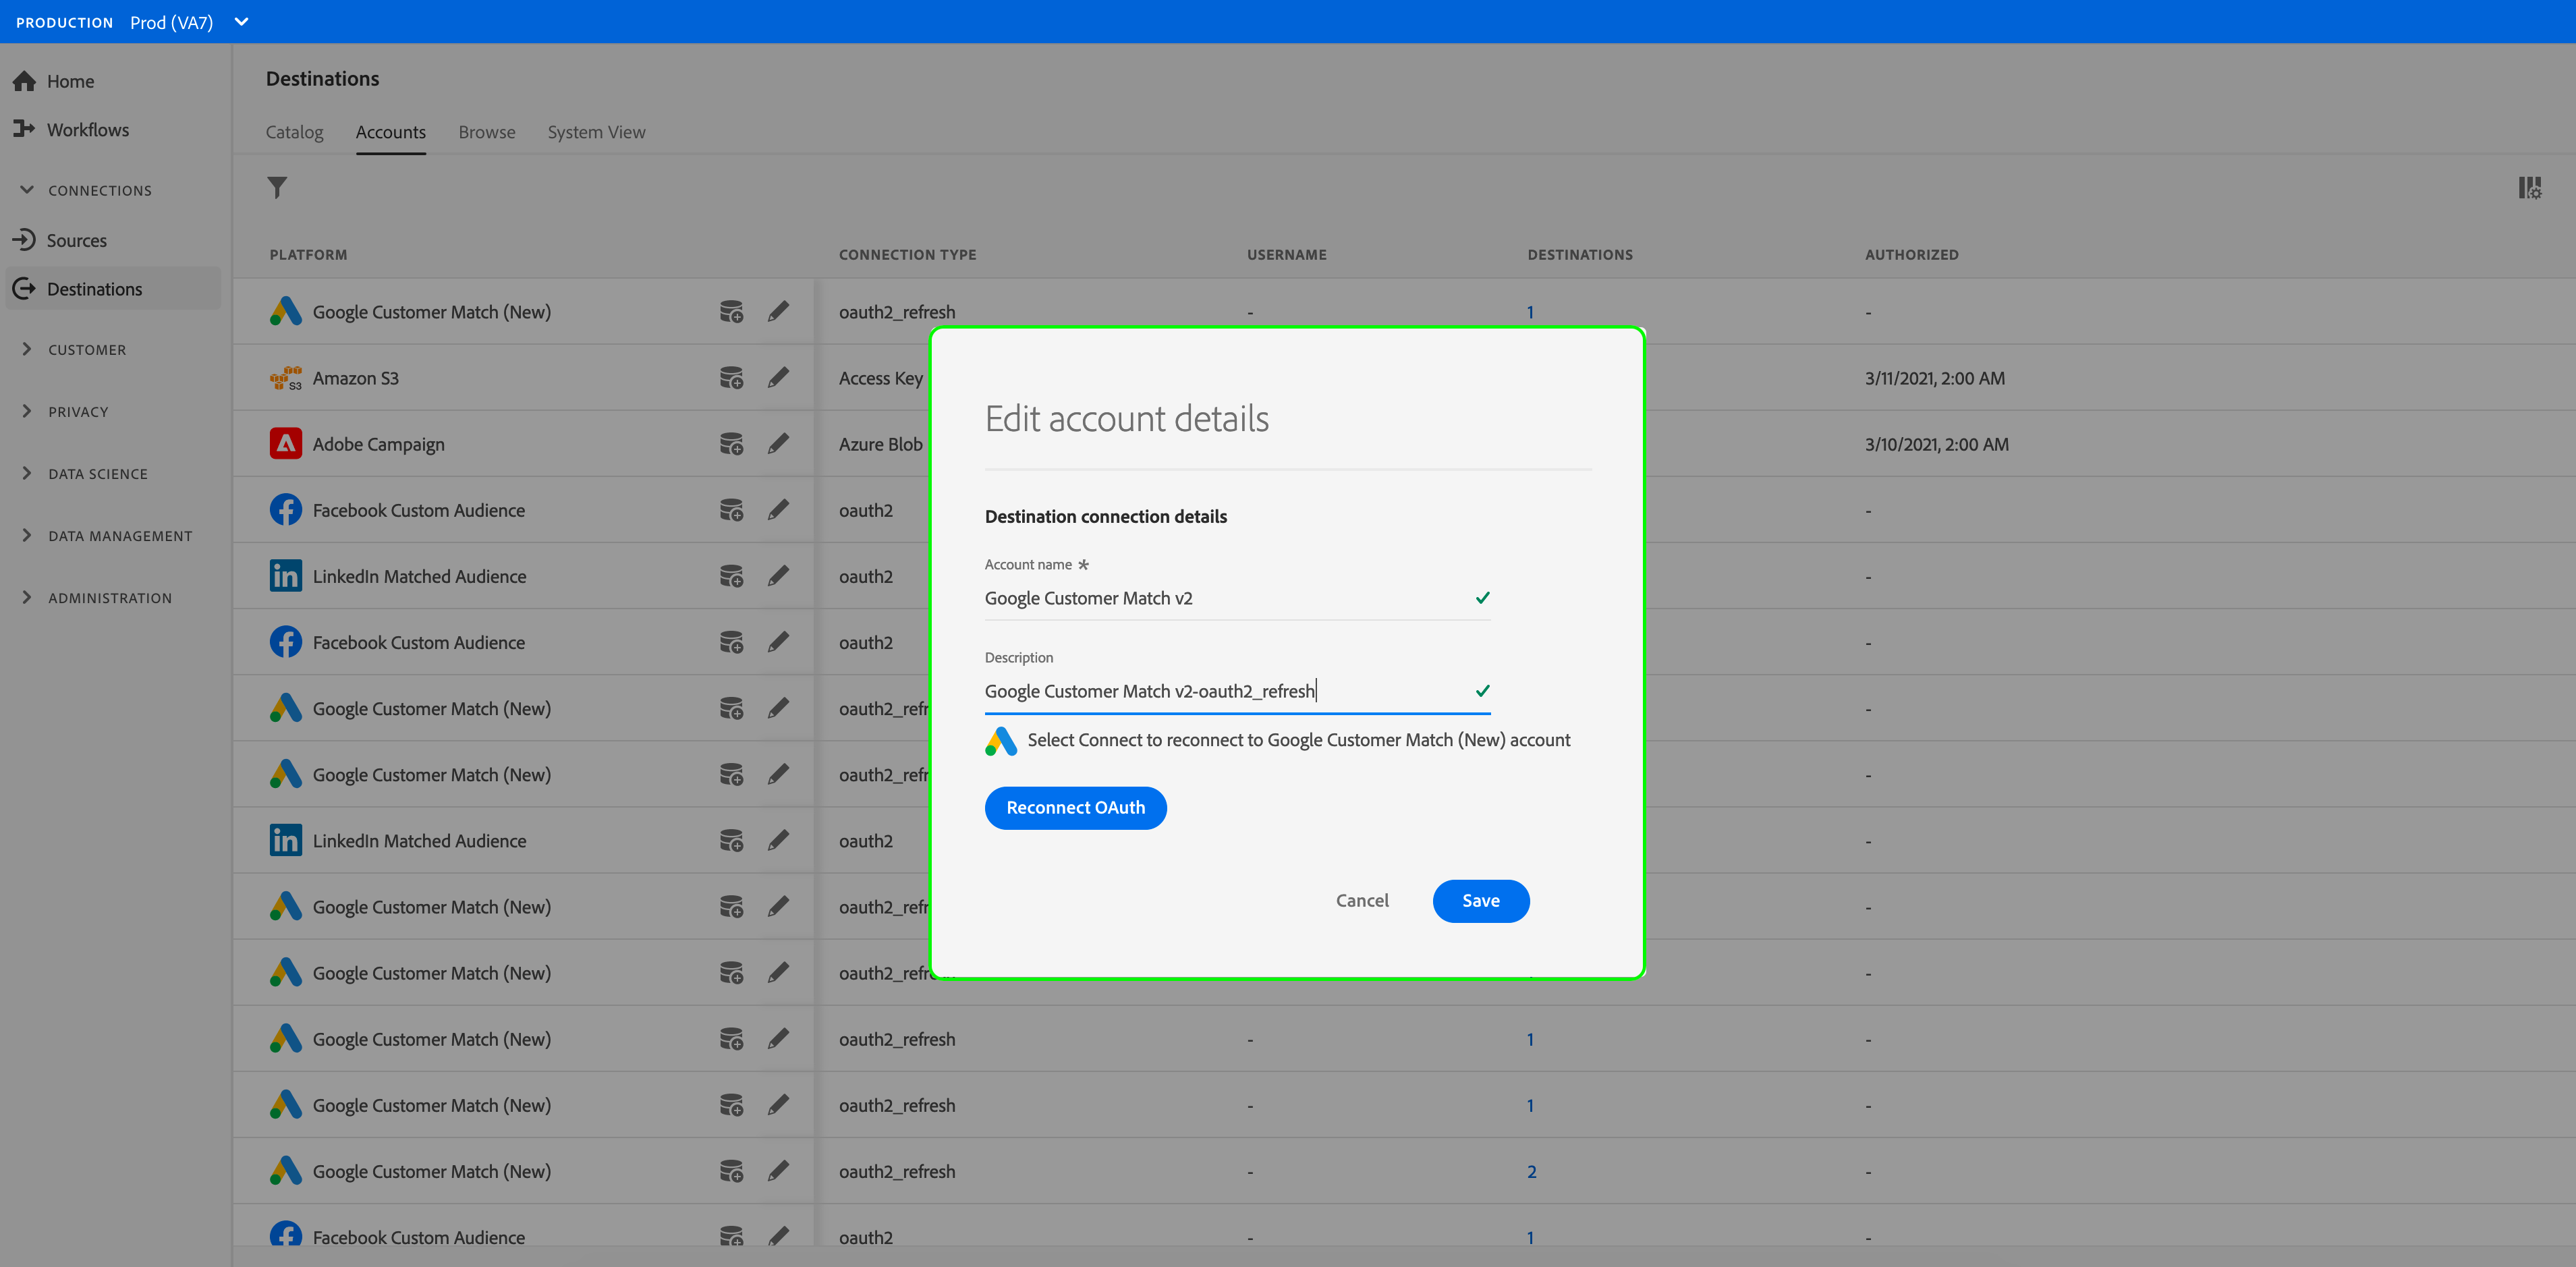 PRODUCTION Prod (VA7)
Home
Workflows
CONNECTIONS
Sources
Destinations
CUSTOMER
PRIVACY
DATA SCIENCE
DATA MANAGEMENT
ADMINISTRATION
Destinations
Catalog Accounts Browse System View
PLATFORM CONNECTION TYPE USERNAME DESTINATIONS AUTHORIZED
Google Customer Match (New) oauth2_refresh - 1 -
S3 Amazon S3 Access Key 3/11/2021, 2:00 AM
Adobe Campaign Azure Blob 3/10/2021, 2:00 AM
Facebook Custom Audience oauth2 -
in LinkedIn Matched Audience oauth2 -
Facebook Custom Audience oauth2 -
Google Customer Match (New) oauth2_refr -
Google Customer Match (New) oauth2_refr -
in LinkedIn Matched Audience oauth2 -
Google Customer Match (New) oauth2_refr -
Google Customer Match (New) oauth2_refresh -
Google Customer Match (New) oauth2_refresh - 1 -
Google Customer Match (New) oauth2_refresh - 1 -
Google Customer Match (New) oauth2_refresh - 2 -
Facebook Custom Audience oauth2 - 1 -
Edit account details
Destination connection details
Account name *
Google Customer Match v2
Description
Google Customer Match v2-oauth2_refresh
Select Connect to reconnect to Google Customer Match (New) account
Reconnect OAuth
Cancel Save